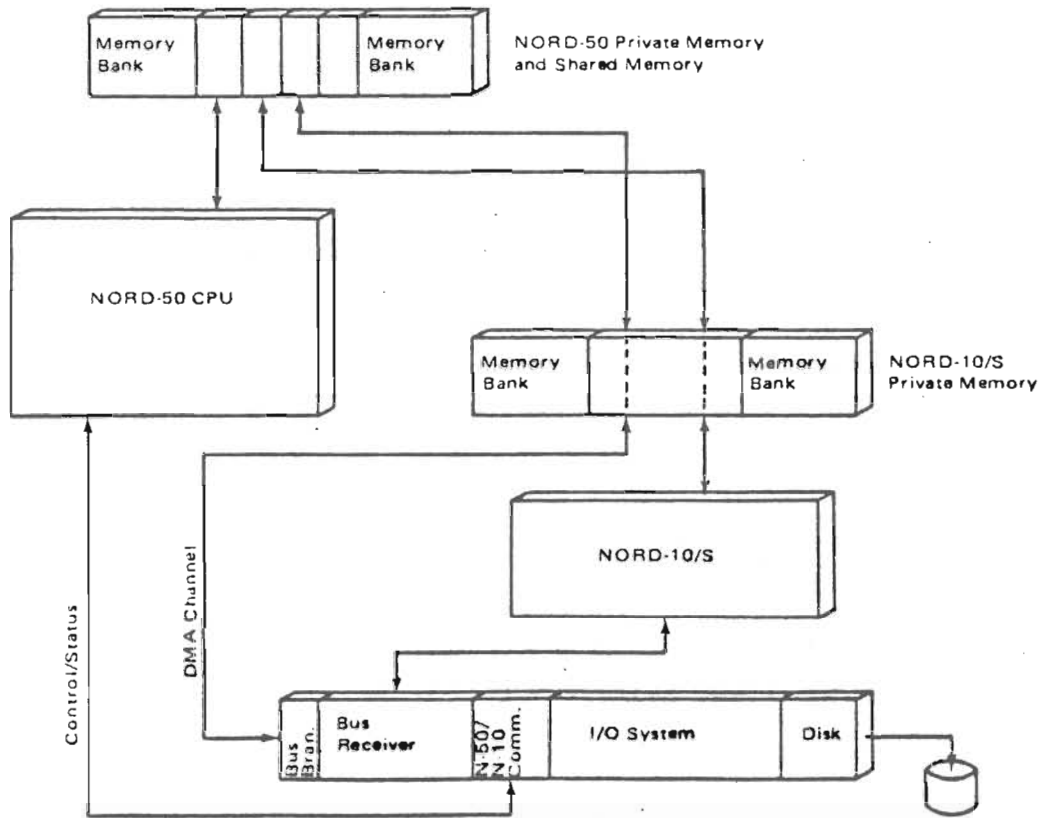 Memory
Bank
Memory
Bank
NORD-50 Private Memory
and Shared Memory
NORD-50 CPU
Memory
Bank
Memory
Bank
NORD-10/S
Private Memory
NORD-10/S
Control/Status
DMA Channel
Bus
Bran.
Bus
Receiver
N-50/
N-10
Comm.
I/O System
Disk